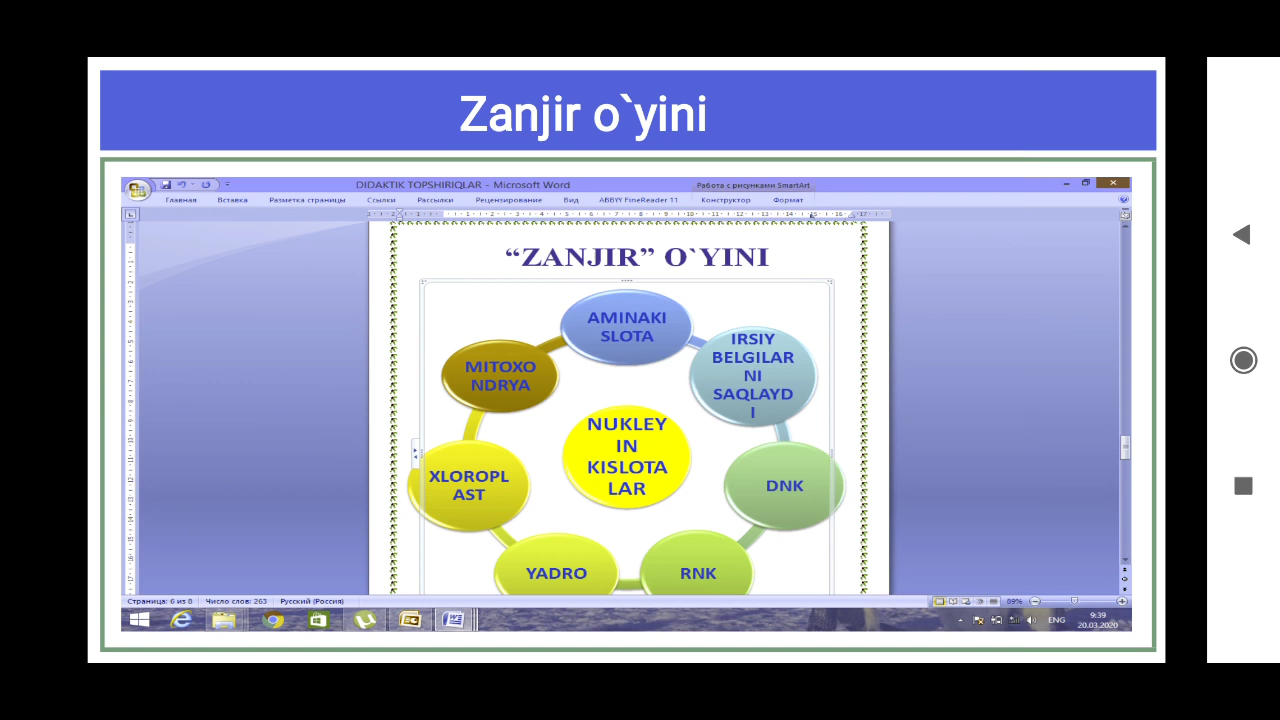 Zanjir o`yini
DIDAKTIK TOPSHIRIQLAR - Microsoft Word
Работа с рисунками SmartArt
Главная Вставка Разметка страницы Ссылки Рассылки Рецензирование Вид ABBYY FineReader 11 Конструктор Формат
“ZANJIR” O`YINI
AMINAKI
SLOTA
IRSIY
BELGILAR
NI
SAQLAYD
I
MITOXO
NDRYA
NUKLEY
IN
KISLOTA
LAR
XLOROPL
AST
DNK
YADRO
RNK
Страница: 6 из 8 Число слов: 263 Русский (Россия)
89%
ENG
9:39
20.03.2020